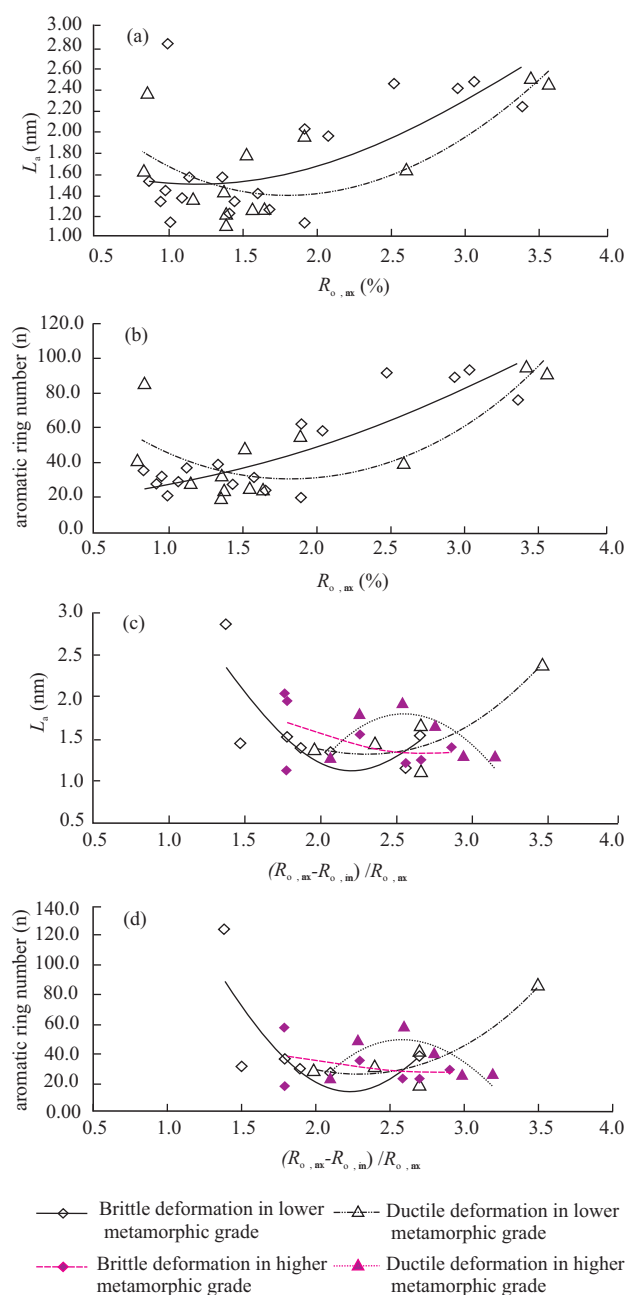 (a)
2.80
2.60
2.40
2.20
2.00
1.80
1.60
1.40
1.20
1.00
Lₐ (nm)
0.5 1.0 1.5 2.0 2.5 3.0 3.5 4.0
Rₒ,ₘₓ (%)
(b)
120.0
100.0
80.0
60.0
40.0
20.0
0.0
aromatic ring number (n)
0.5 1.0 1.5 2.0 2.5 3.0 3.5 4.0
Rₒ,ₘₓ (%)
(c)
3.0
2.5
2.0
1.5
1.0
0.5
Lₐ (nm)
0.5 1.0 1.5 2.0 2.5 3.0 3.5 4.0
(Rₒ,ₘₓ-Rₒ,ᵢₙ) /Rₒ,ₘₓ
(d)
140.0
120.0
80.0
60.0
40.0
20.0
0.00
aromatic ring number (n)
0.5 1.0 1.5 2.0 2.5 3.0 3.5 4.0
(Rₒ,ₘₓ-Rₒ,ᵢₙ) /Rₒ,ₘₓ
Brittle deformation in lower
metamorphic grade
Ductile deformation in lower
metamorphic grade
Brittle deformation in higher
metamorphic grade
Ductile deformation in higher
metamorphic grade